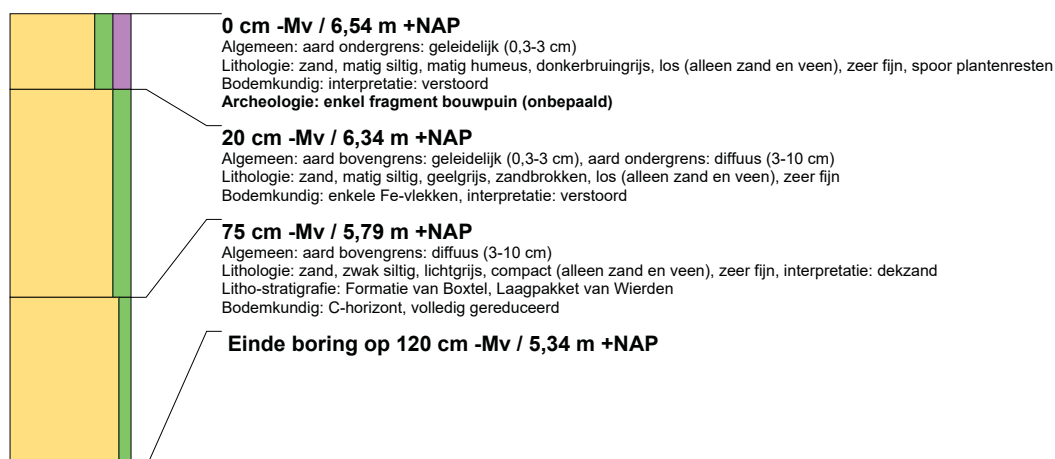 0 cm -Mv / 6,54 m +NAP
Algemeen: aard ondergrens: geleidelijk (0,3-3 cm)
Lithologie: zand, matig siltig, matig humeus, donkerbruingrijs, los (alleen zand en veen), zeer fijn, spoor plantenresten
Bodemkundig: interpretatie: verstoord
Archeologie: enkel fragment bouwpuin (onbepaald)
20 cm -Mv / 6,34 m +NAP
Algemeen: aard bovengrens: geleidelijk (0,3-3 cm), aard ondergrens: diffuus (3-10 cm)
Lithologie: zand, matig siltig, geelgrijs, zandbrokken, los (alleen zand en veen), zeer fijn
Bodemkundig: enkele Fe-vlekken, interpretatie: verstoord
75 cm -Mv / 5,79 m +NAP
Algemeen: aard bovengrens: diffuus (3-10 cm)
Lithologie: zand, zwak siltig, lichtgrijs, compact (alleen zand en veen), zeer fijn, interpretatie: dekzand
Litho-stratigrafie: Formatie van Boxtel, Laagpakket van Wierden
Bodemkundig: C-horizont, volledig gereduceerd
Einde boring op 120 cm -Mv / 5,34 m +NAP